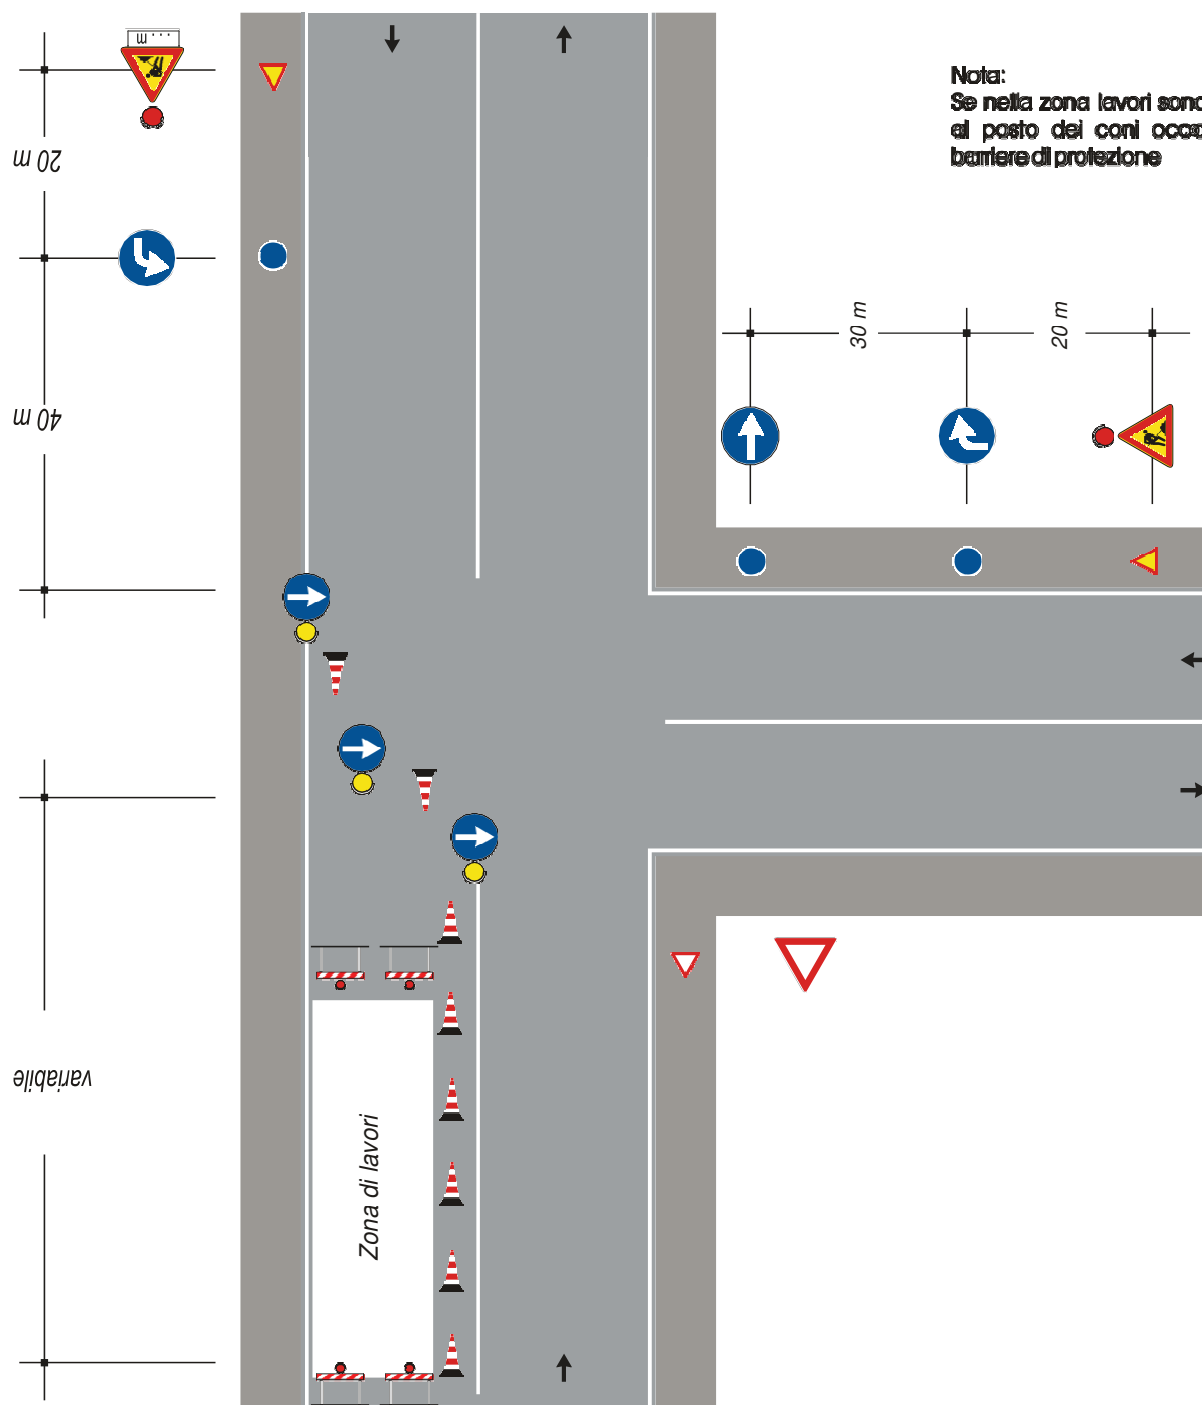 ... m
Nota:
Se nella zona lavori sono
al posto dei coni
barriere di protezione
20 m
30 m
20 m
40 m
variabile
Zona di lavori